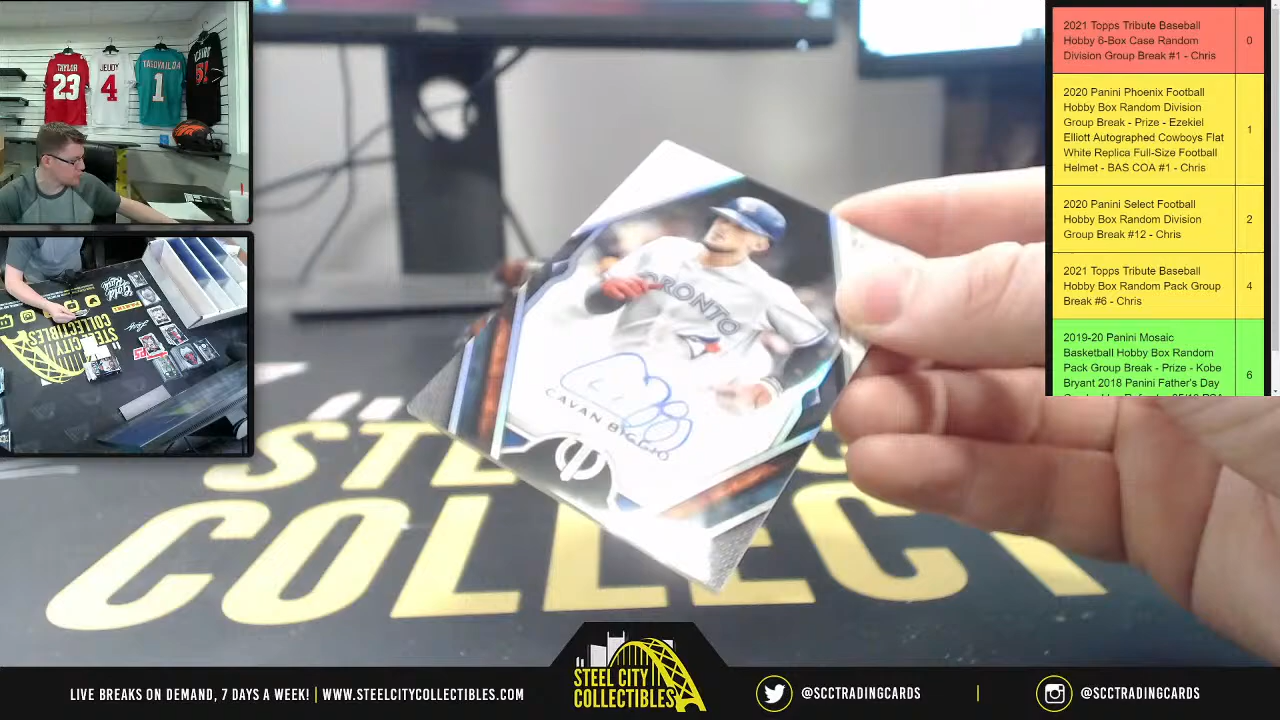 TAYLOR
23
JEUDY
4
TAGOVAILOA
1
51
2021 Topps Tribute Baseball
Hobby 6-Box Case Random
Division Group Break #1 - Chris
0
2020 Panini Phoenix Football
Hobby Box Random Division
Group Break - Prize - Ezekiel
Elliott Autographed Cowboys Flat
White Replica Full-Size Football
Helmet - BAS COA #1 - Chris
1
2020 Panini Select Football
Hobby Box Random Division
Group Break #12 - Chris
2
2021 Topps Tribute Baseball
Hobby Box Random Pack Group
Break #6 - Chris
4
2019-20 Panini Mosaic
Basketball Hobby Box Random
Pack Group Break - Prize - Kobe
Bryant 2018 Panini Father's Day
6
TORONTO
CAVAN BIGGIO
STEEL CITY
COLLECTIBLES
STEEL
COLLECT
LIVE BREAKS ON DEMAND, 7 DAYS A WEEK! | WWW.STEELCITYCOLLECTIBLES.COM
STEEL CITY
COLLECTIBLES
@SCCTRADINGCARDS
@SCCTRADINGCARDS